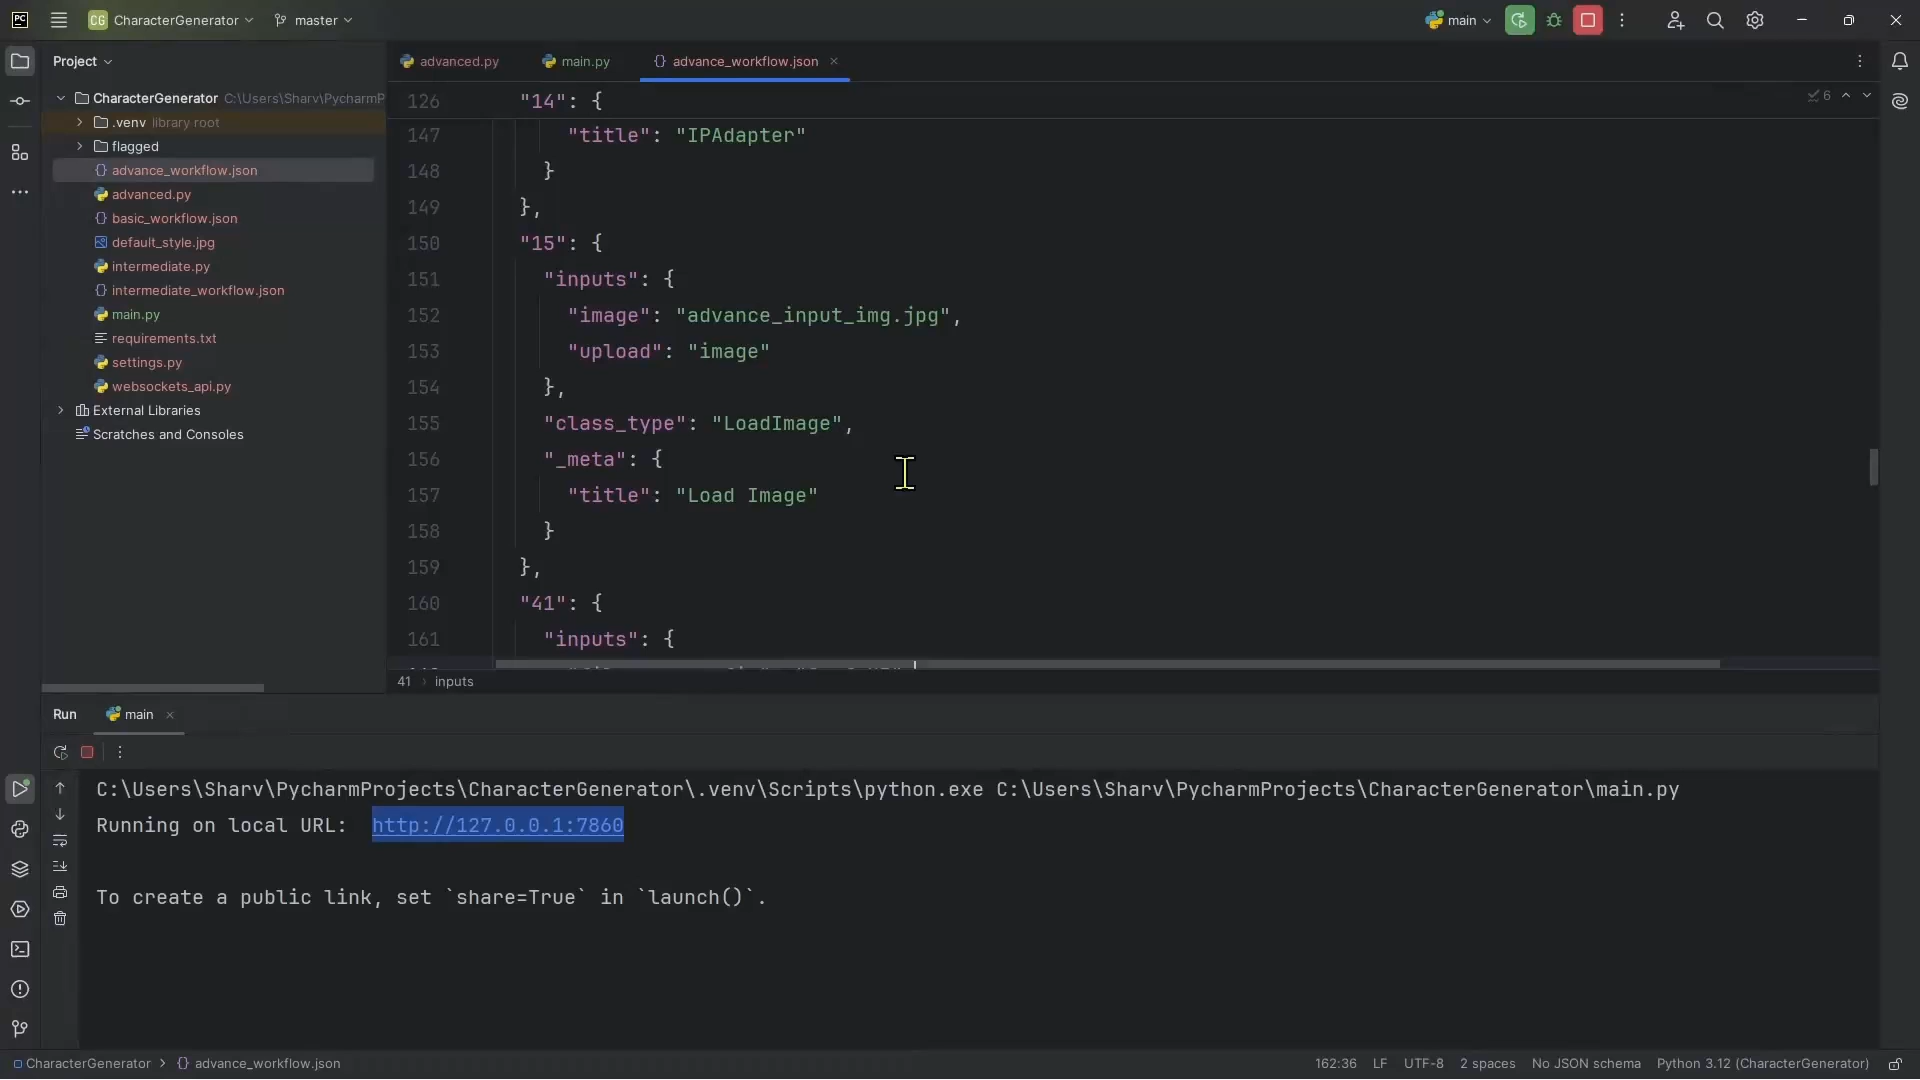 PC
CG CharacterGenerator
master
main
Project
advanced.py
main.py
advance_workflow.json
6
CharacterGenerator C:\Users\Sharv\PycharmP
.venv library root
flagged
advance_workflow.json
advanced.py
basic_workflow.json
default_style.jpg
intermediate.py
intermediate_workflow.json
main.py
requirements.txt
settings.py
websockets_api.py
External Libraries
Scratches and Consoles
126 "14": {
147 "title": "IPAdapter"
148 }
149 },
150 "15": {
151 "inputs": {
152 "image": "advance_input_img.jpg",
153 "upload": "image"
154 },
155 "class_type": "LoadImage",
156 "_meta": {
157 "title": "Load Image"
158 }
159 },
160 "41": {
161 "inputs": {
41 › inputs
Run
main
C:\Users\Sharv\PycharmProjects\CharacterGenerator\.venv\Scripts\python.exe C:\Users\Sharv\PycharmProjects\CharacterGenerator\main.py
Running on local URL:  http://127.0.0.1:7860
To create a public link, set `share=True` in `launch()`.
CharacterGenerator › advance_workflow.json
162:36 LF UTF-8 2 spaces No JSON schema Python 3.12 (CharacterGenerator)